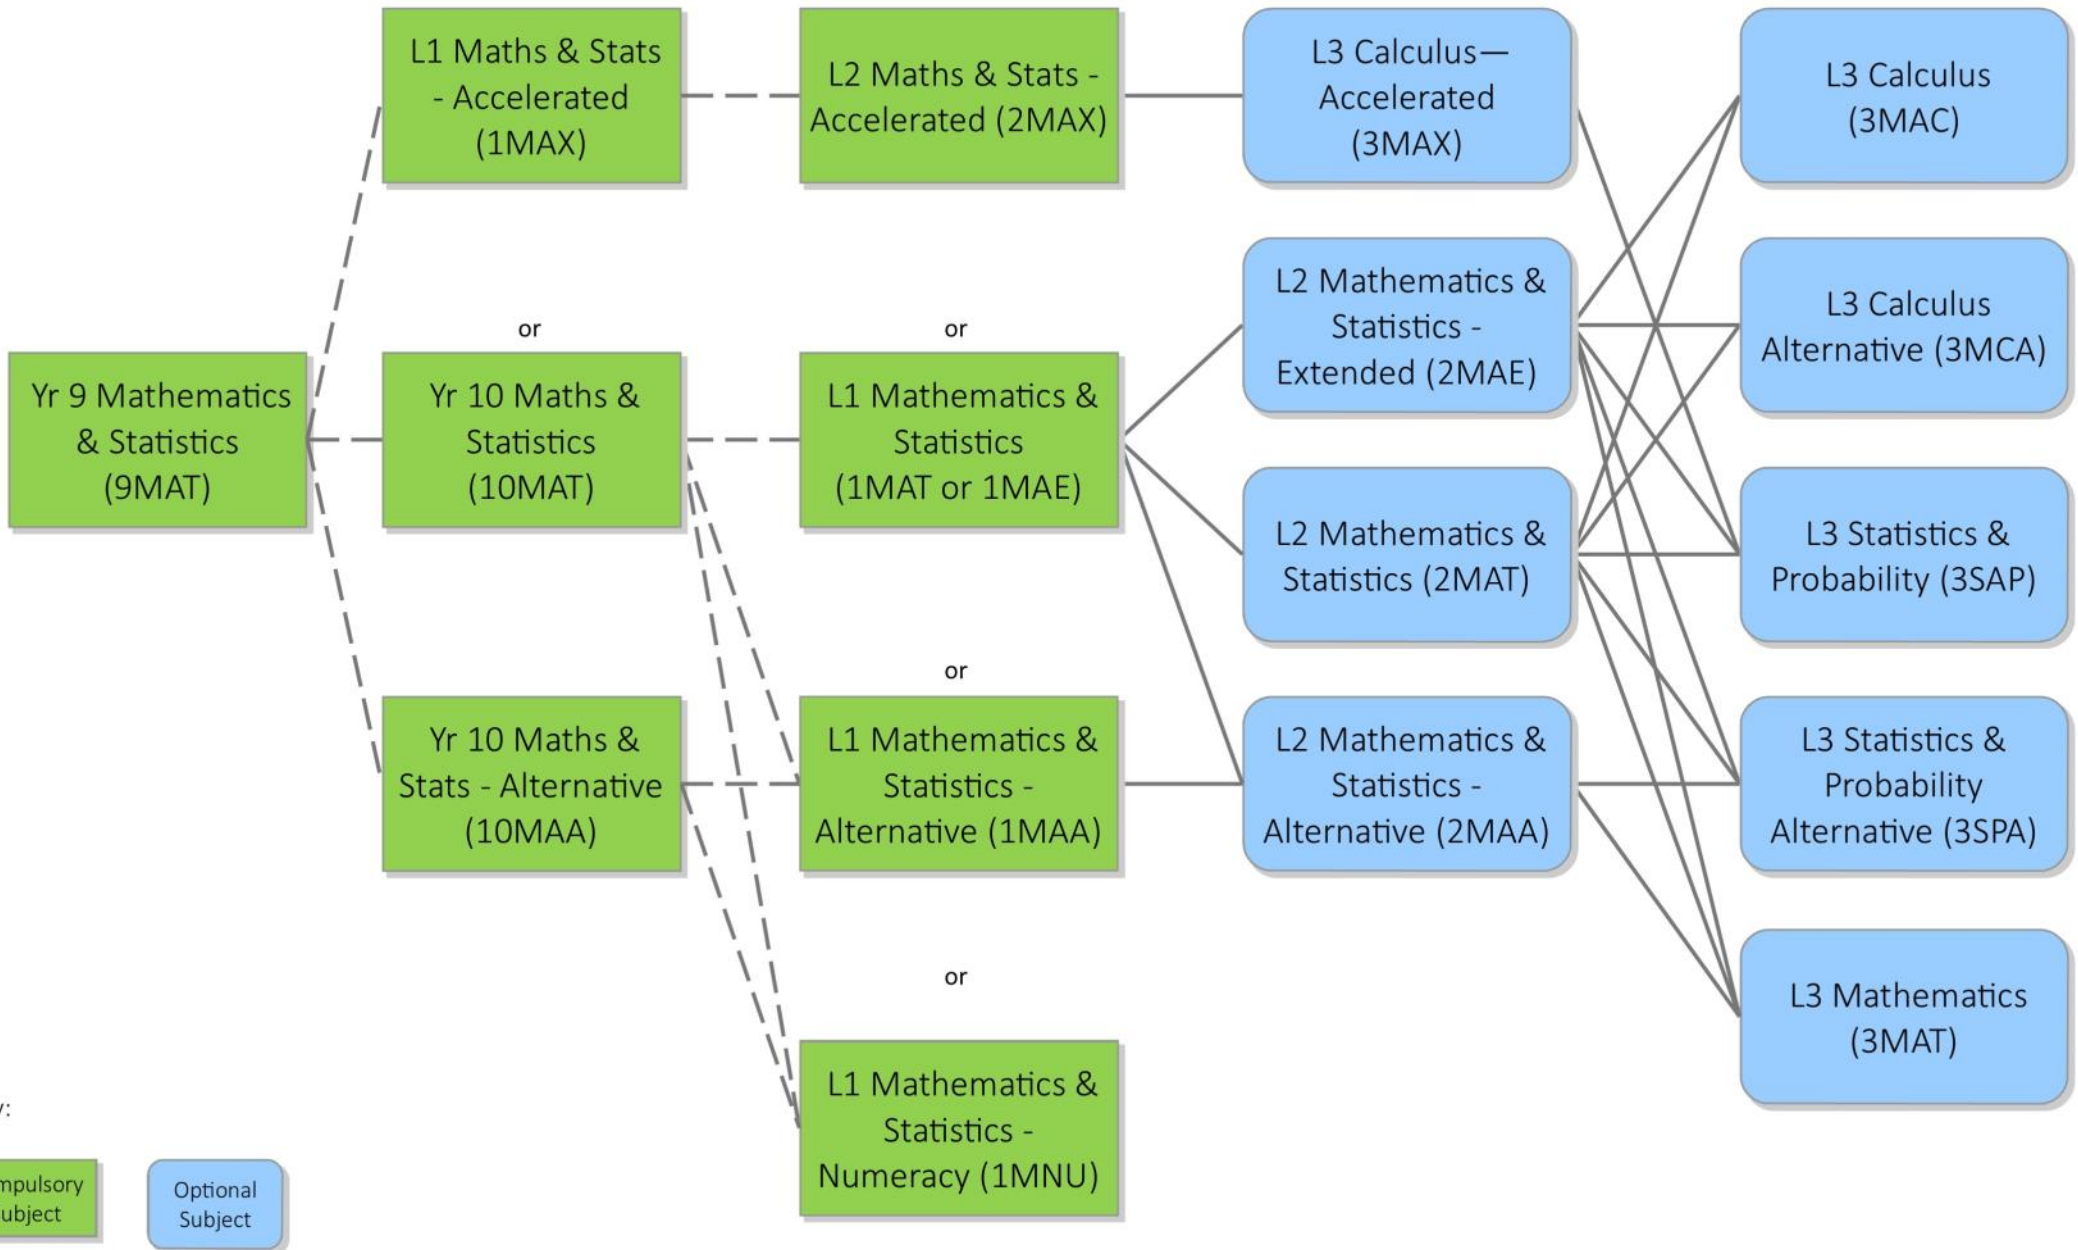 L1 Maths & Stats
- Accelerated
(1MAX)
L2 Maths & Stats -
Accelerated (2MAX)
L3 Calculus—
Accelerated
(3MAX)
L3 Calculus
(3MAC)
or
or
L2 Mathematics &
Statistics -
Extended (2MAE)
L3 Calculus
Alternative (3MCA)
Yr 9 Mathematics
& Statistics
(9MAT)
Yr 10 Maths &
Statistics
(10MAT)
L1 Mathematics &
Statistics
(1MAT or 1MAE)
L2 Mathematics &
Statistics (2MAT)
L3 Statistics &
Probability (3SAP)
or
Yr 10 Maths &
Stats - Alternative
(10MAA)
L1 Mathematics &
Statistics -
Alternative (1MAA)
L2 Mathematics &
Statistics -
Alternative (2MAA)
L3 Statistics &
Probability
Alternative (3SPA)
or
L3 Mathematics
(3MAT)
L1 Mathematics &
Statistics -
Numeracy (1MNU)
y:
mpulsory
ubject
Optional
Subject